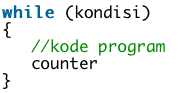 while (kondisi)
{
   //kode program
   counter
}